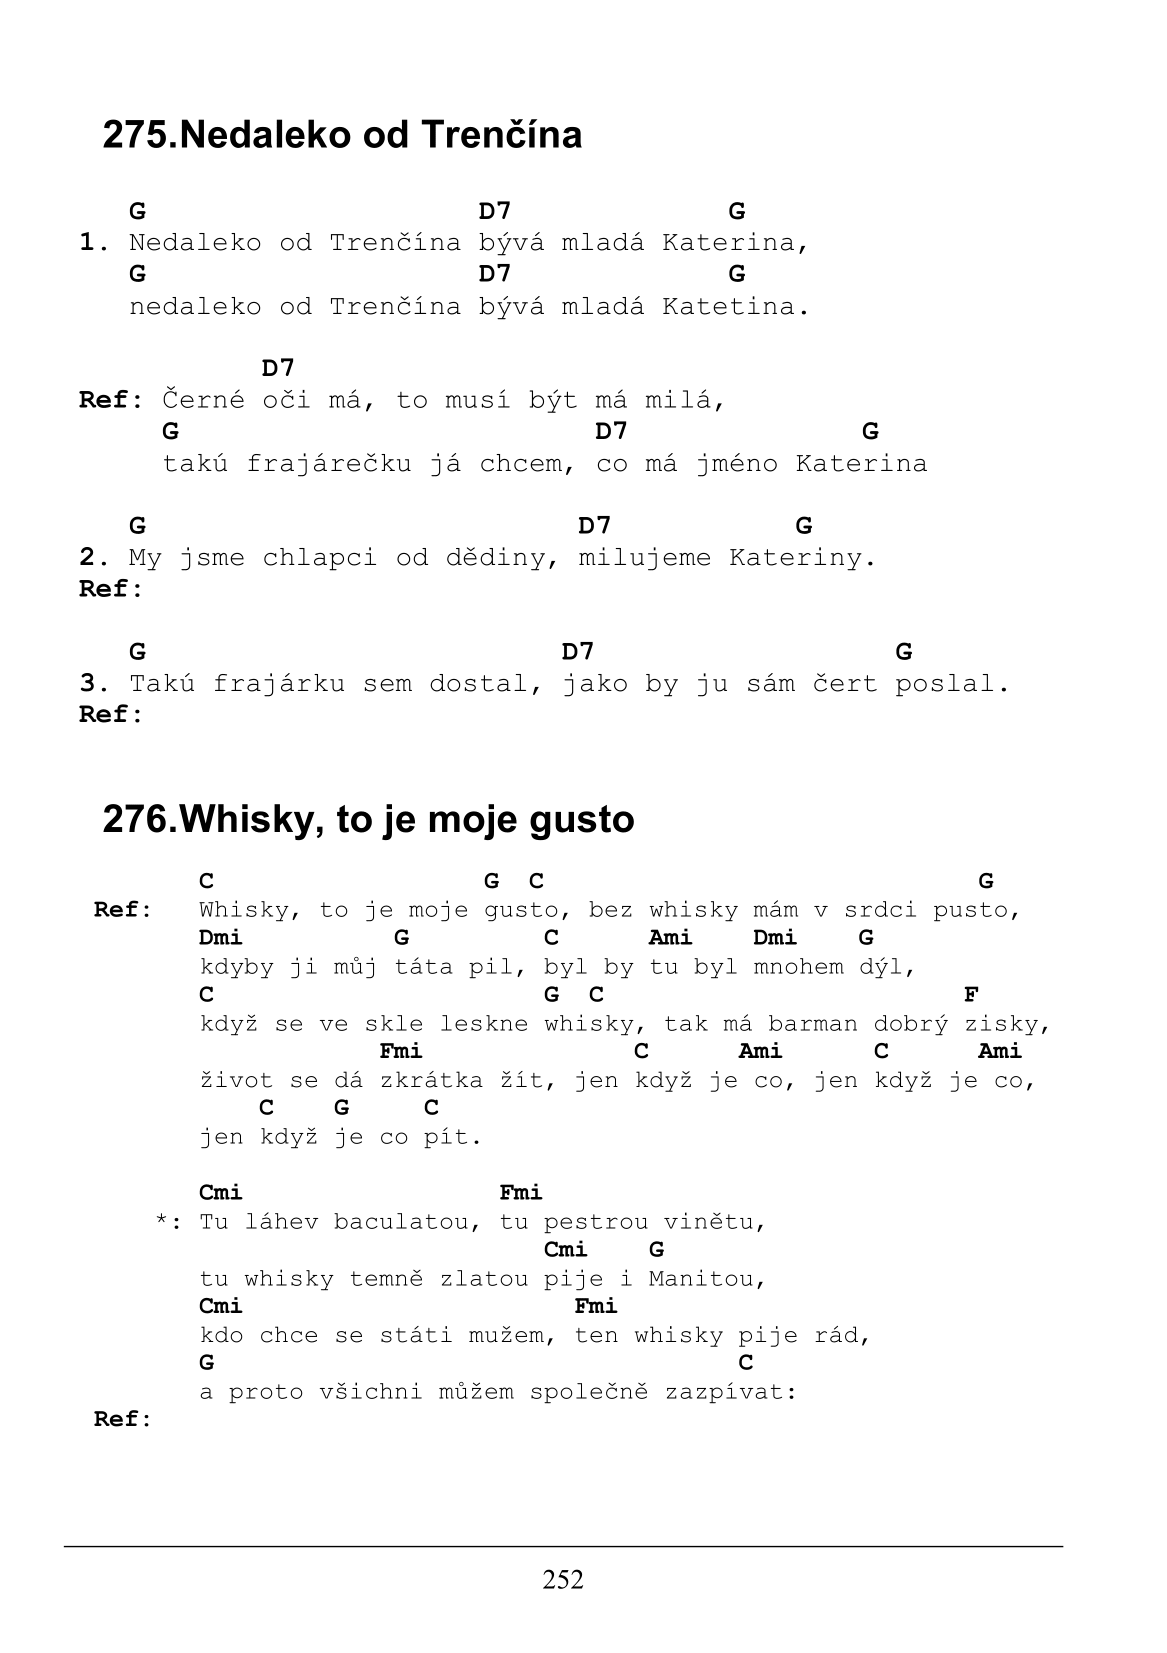 275.Nedaleko od Trenčína
G D7 G
1. Nedaleko od Trenčína bývá mladá Katerina,
G D7 G
nedaleko od Trenčína bývá mladá Katetina.
D7
Ref: Černé oči má, to musí být má milá,
G D7 G
takú frajárečku já chcem, co má jméno Katerina
G D7 G
2. My jsme chlapci od dědiny, milujeme Kateriny.
Ref:
G D7 G
3. Takú frajárku sem dostal, jako by ju sám čert poslal.
Ref:
276.Whisky, to je moje gusto
C G C G
Ref: Whisky, to je moje gusto, bez whisky mám v srdci pusto,
Dmi G C Ami Dmi G
kdyby ji můj táta pil, byl by tu byl mnohem dýl,
C G C F
když se ve skle leskne whisky, tak má barman dobrý zisky,
Fmi C Ami C Ami
život se dá zkrátka žít, jen když je co, jen když je co,
C G C
jen když je co pít.
Cmi Fmi
*: Tu láhev baculatou, tu pestrou vinětu,
Cmi G
tu whisky temně zlatou pije i Manitou,
Cmi Fmi
kdo chce se státi mužem, ten whisky pije rád,
G C
a proto všichni můžem společně zazpívat:
Ref:
252